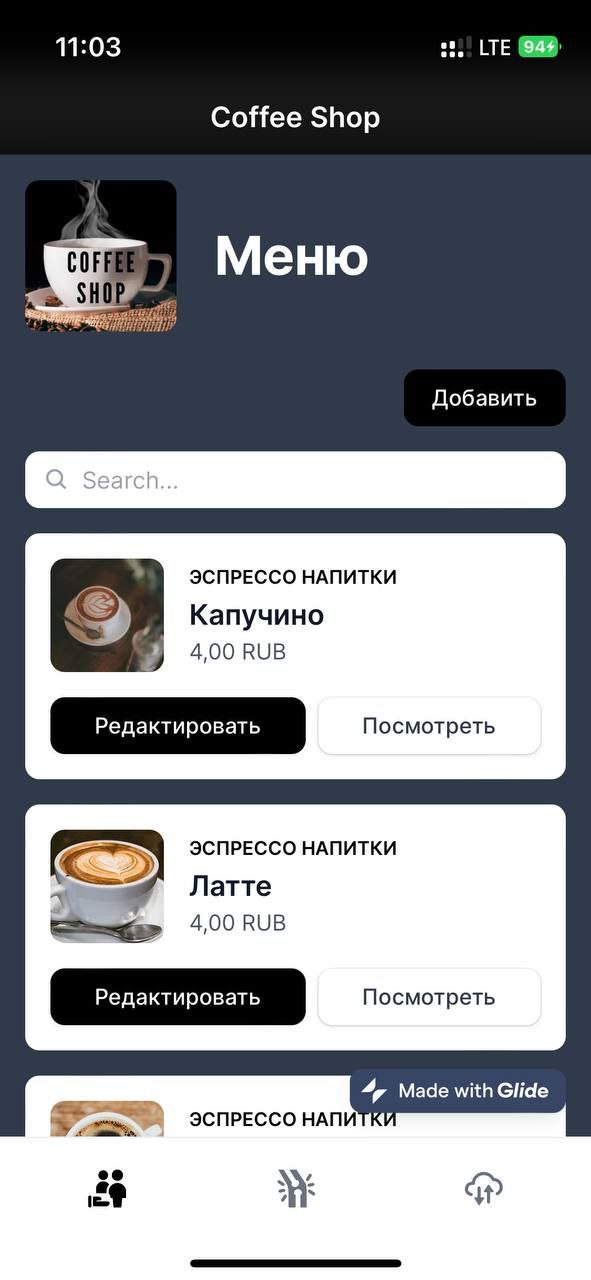 11:03
LTE 94
Coffee Shop
COFFEE
SHOP
Меню
Добавить
Search...
ЭСПРЕССО НАПИТКИ
Капучино
4,00 RUB
Редактировать
Посмотреть
ЭСПРЕССО НАПИТКИ
Латте
4,00 RUB
Редактировать
Посмотреть
Made with Glide
ЭСПРЕССО НАПИТКИ